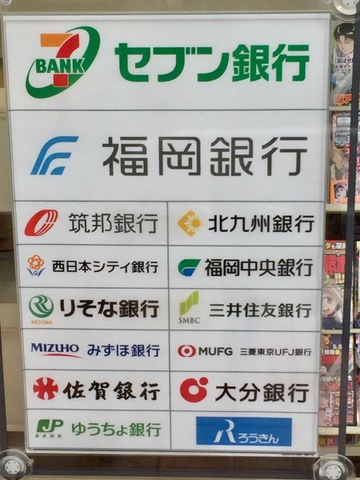 7 BANK セブン銀行
福岡銀行
筑邦銀行
北九州銀行
西日本シティ銀行
福岡中央銀行
RESONA りそな銀行
SMBC 三井住友銀行
MIZUHO みずほ銀行
MUFG 三菱東京UFJ銀行
佐賀銀行
大分銀行
JP BANK ゆうちょ銀行
R ろうきん